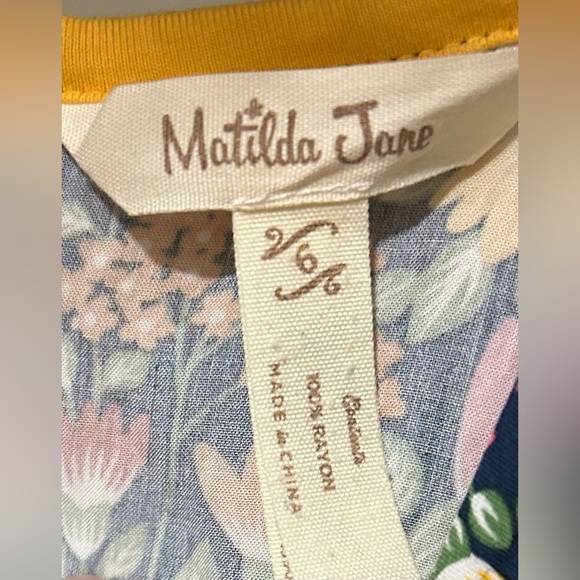 Matilda Jane
6
Contents
100% RAYON
MADE in CHINA